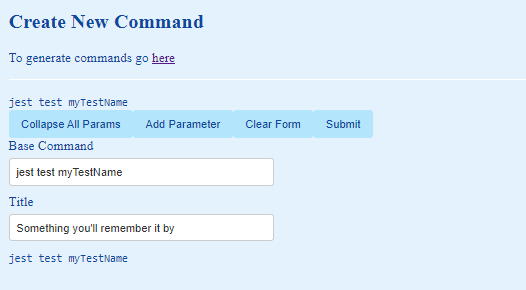 Create New Command
To generate commands go here
jest test myTestName
Collapse All Params Add Parameter Clear Form Submit
Base Command
jest test myTestName
Title
Something you'll remember it by
jest test myTestName